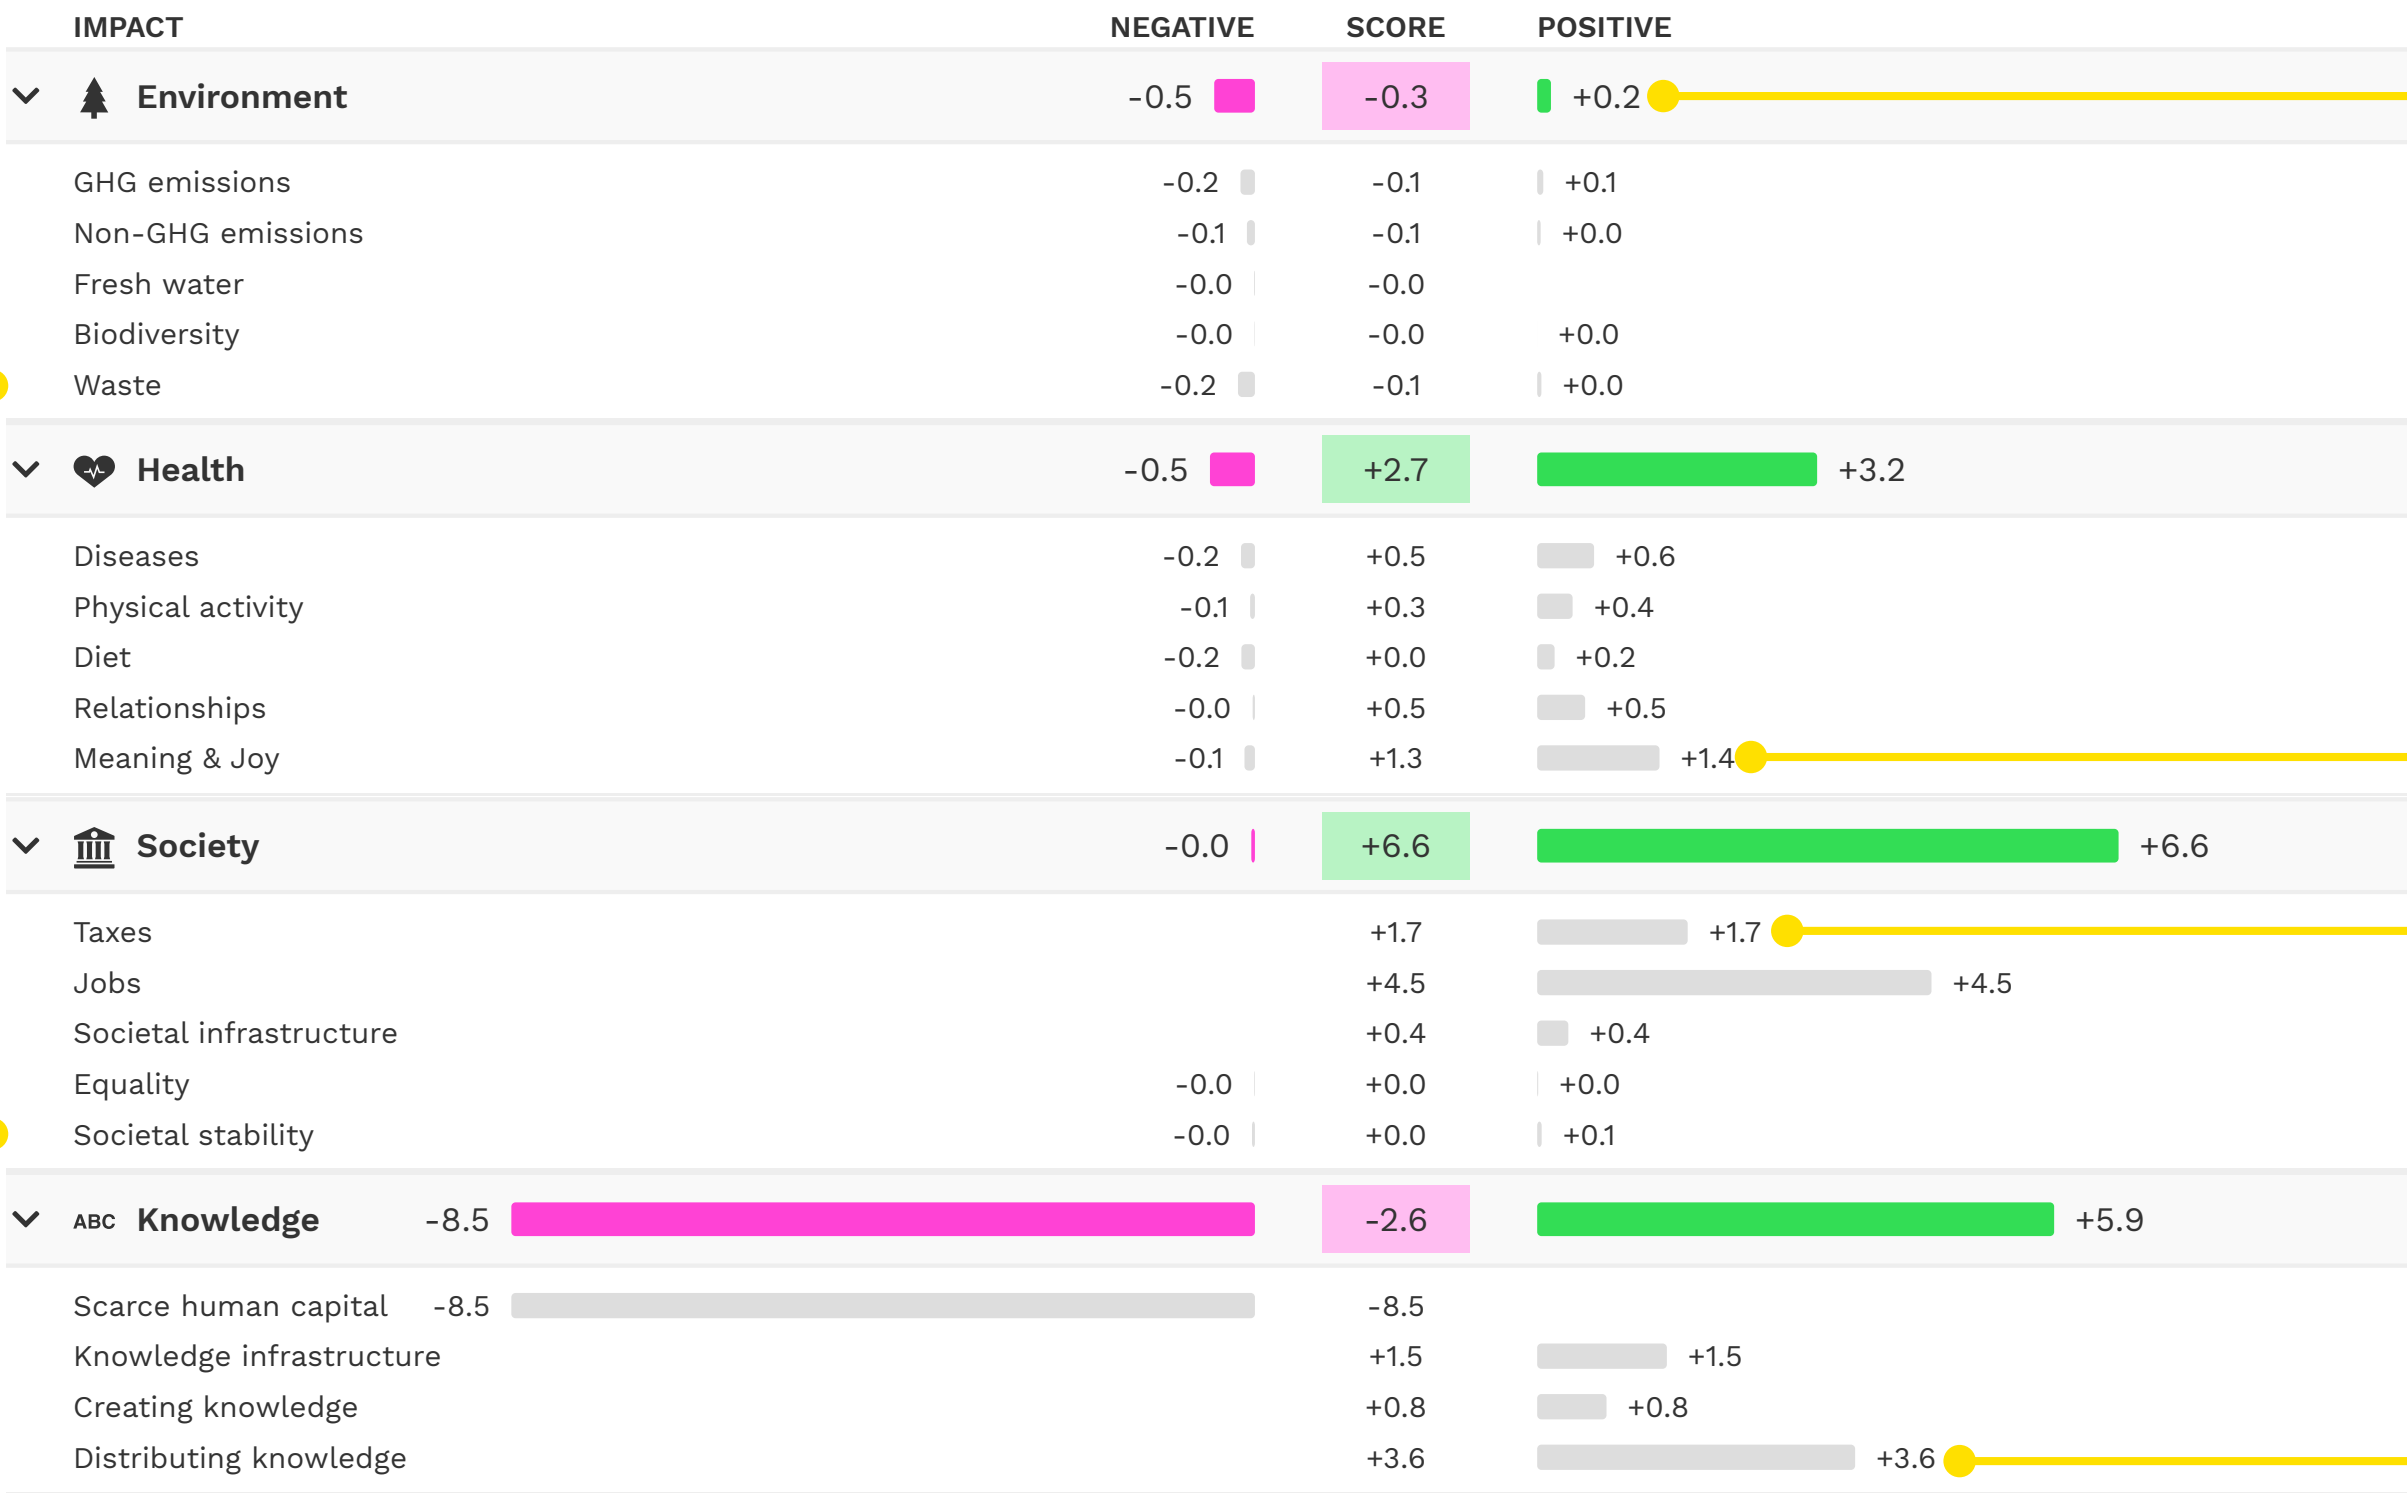 IMPACT NEGATIVE SCORE POSITIVE
Environment -0.5 -0.3 +0.2
GHG emissions -0.2 -0.1 +0.1
Non-GHG emissions -0.1 -0.1 +0.0
Fresh water -0.0 -0.0
Biodiversity -0.0 -0.0 +0.0
Waste -0.2 -0.1 +0.0
Health -0.5 +2.7 +3.2
Diseases -0.2 +0.5 +0.6
Physical activity -0.1 +0.3 +0.4
Diet -0.2 +0.0 +0.2
Relationships -0.0 +0.5 +0.5
Meaning & Joy -0.1 +1.3 +1.4
Society -0.0 +6.6 +6.6
Taxes +1.7 +1.7
Jobs +4.5 +4.5
Societal infrastructure +0.4 +0.4
Equality -0.0 +0.0 +0.0
Societal stability -0.0 +0.0 +0.1
ABC Knowledge -8.5 -2.6 +5.9
Scarce human capital -8.5 -8.5
Knowledge infrastructure +1.5 +1.5
Creating knowledge +0.8 +0.8
Distributing knowledge +3.6 +3.6